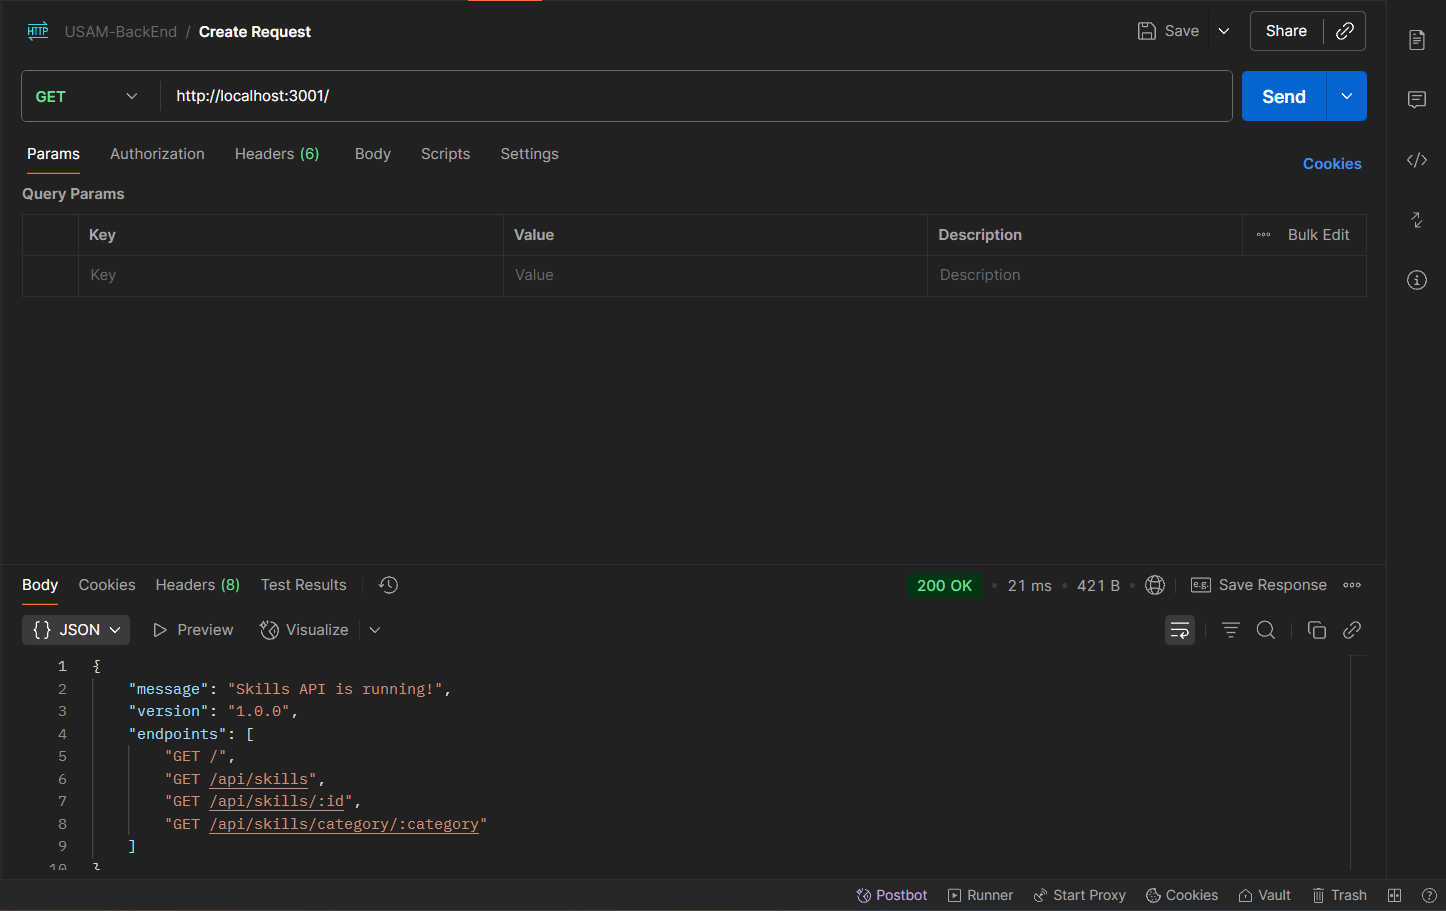 HTTP USAM-BackEnd / Create Request Save Share
GET http://localhost:3001/ Send
Params Authorization Headers (6) Body Scripts Settings Cookies
Query Params
Key Value Description Bulk Edit
Key Value Description
Body Cookies Headers (8) Test Results 200 OK 21 ms 421 B e.g. Save Response
{} JSON Preview Visualize
1 {
2 "message": "Skills API is running!",
3 "version": "1.0.0",
4 "endpoints": [
5 "GET /",
6 "GET /api/skills",
7 "GET /api/skills/:id",
8 "GET /api/skills/category/:category"
9 ]
10 }
Postbot Runner Start Proxy Cookies Vault Trash